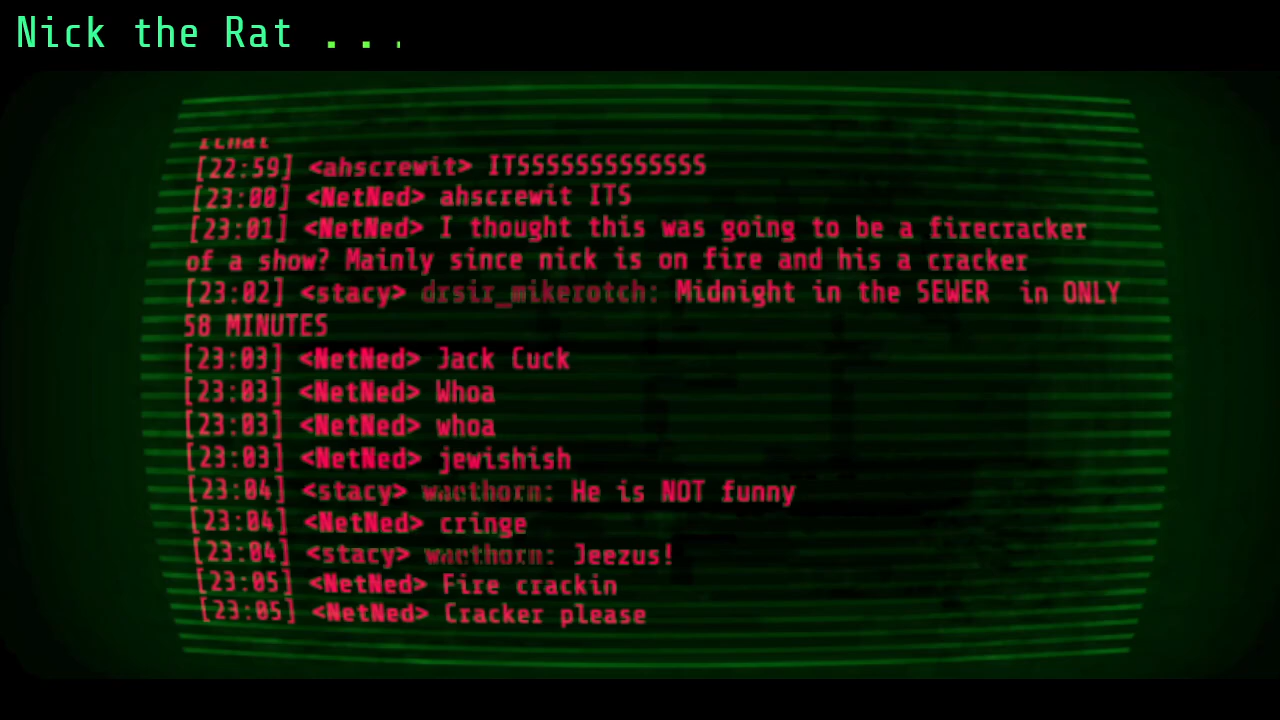 Nick the Rat ...
[22:59] <ahscrewit> ITSSSSSSSSSSSSS
[23:00] <NetNed> ahscrewit ITS
[23:01] <NetNed> I thought this was going to be a firecracker
of a show? Mainly since nick is on fire and his a cracker
[23:02] <stacy> drsir_mikerotch: Midnight in the SEWER  in ONLY
58 MINUTES
[23:03] <NetNed> Jack Cuck
[23:03] <NetNed> Whoa
[23:03] <NetNed> whoa
[23:03] <NetNed> jewishish
[23:04] <stacy> waethorn: He is NOT funny
[23:04] <NetNed> cringe
[23:04] <stacy> waethorn: Jeezus!
[23:05] <NetNed> Fire crackin
[23:05] <NetNed> Cracker please